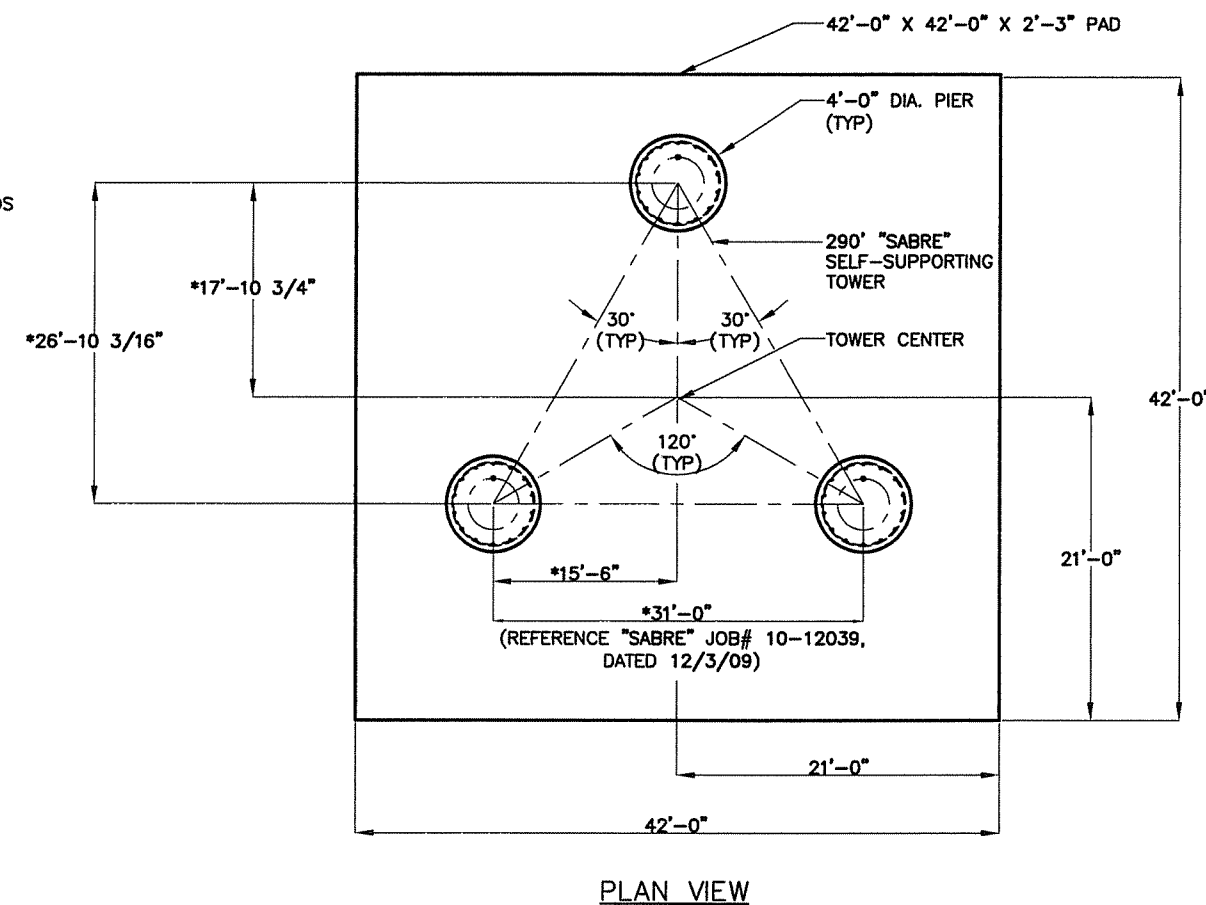 42'-0" X 42'-0" X 2'-3" PAD
4'-0" DIA. PIER
(TYP)
290' "SABRE"
SELF-SUPPORTING
TOWER
*17'-10 3/4"
*26'-10 3/16"
30°
(TYP)
30°
(TYP)
TOWER CENTER
42'-0"
120°
(TYP)
21'-0"
*15'-6"
*31'-0"
(REFERENCE "SABRE" JOB# 10-12039,
DATED 12/3/09)
21'-0"
42'-0"
PLAN VIEW